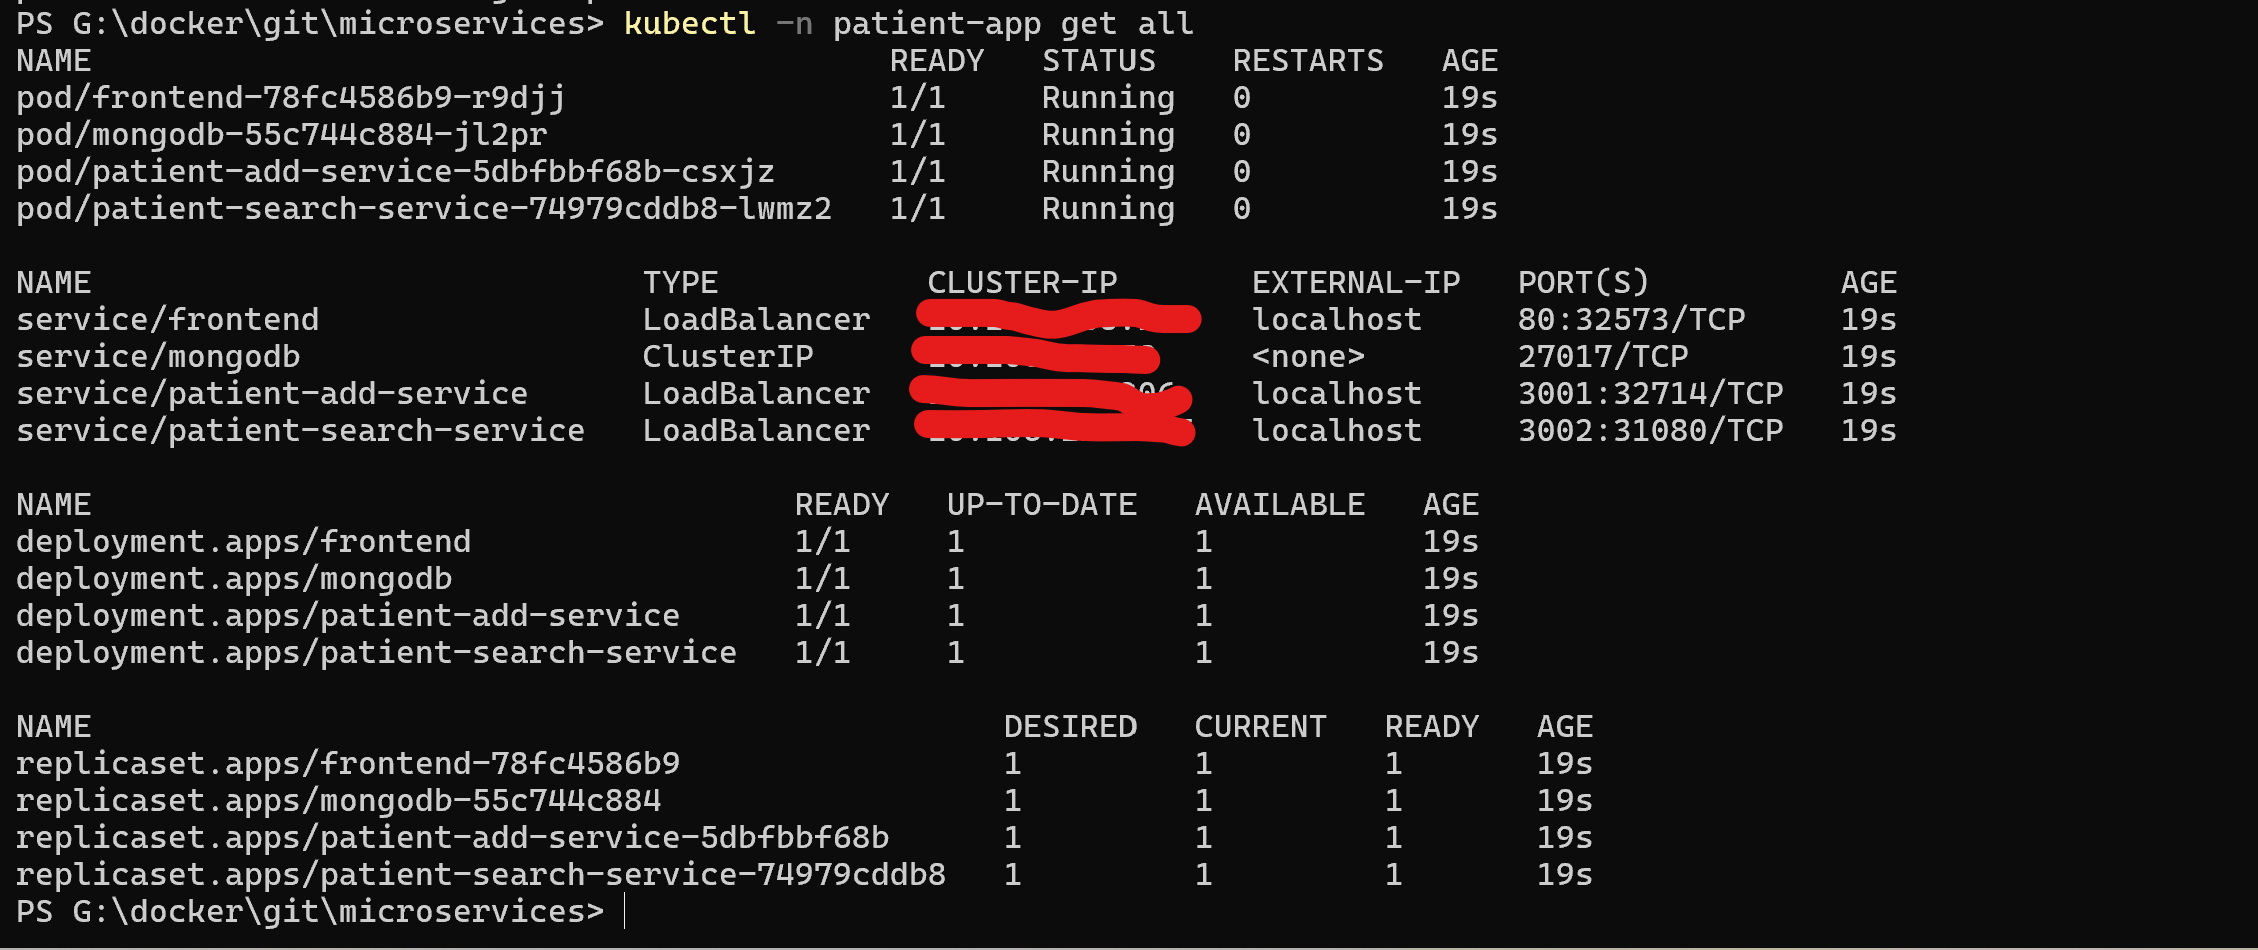 PS G:\docker\git\microservices> kubectl -n patient-app get all
NAME READY STATUS RESTARTS AGE
pod/frontend-78fc4586b9-r9djj 1/1 Running 0 19s
pod/mongodb-55c744c884-jl2pr 1/1 Running 0 19s
pod/patient-add-service-5dbfbbf68b-csxjz 1/1 Running 0 19s
pod/patient-search-service-74979cddb8-lwmz2 1/1 Running 0 19s
NAME TYPE CLUSTER-IP EXTERNAL-IP PORT(S) AGE
service/frontend LoadBalancer localhost 80:32573/TCP 19s
service/mongodb ClusterIP <none> 27017/TCP 19s
service/patient-add-service LoadBalancer localhost 3001:32714/TCP 19s
service/patient-search-service LoadBalancer localhost 3002:31080/TCP 19s
NAME READY UP-TO-DATE AVAILABLE AGE
deployment.apps/frontend 1/1 1 1 19s
deployment.apps/mongodb 1/1 1 1 19s
deployment.apps/patient-add-service 1/1 1 1 19s
deployment.apps/patient-search-service 1/1 1 1 19s
NAME DESIRED CURRENT READY AGE
replicaset.apps/frontend-78fc4586b9 1 1 1 19s
replicaset.apps/mongodb-55c744c884 1 1 1 19s
replicaset.apps/patient-add-service-5dbfbbf68b 1 1 1 19s
replicaset.apps/patient-search-service-74979cddb8 1 1 1 19s
PS G:\docker\git\microservices>